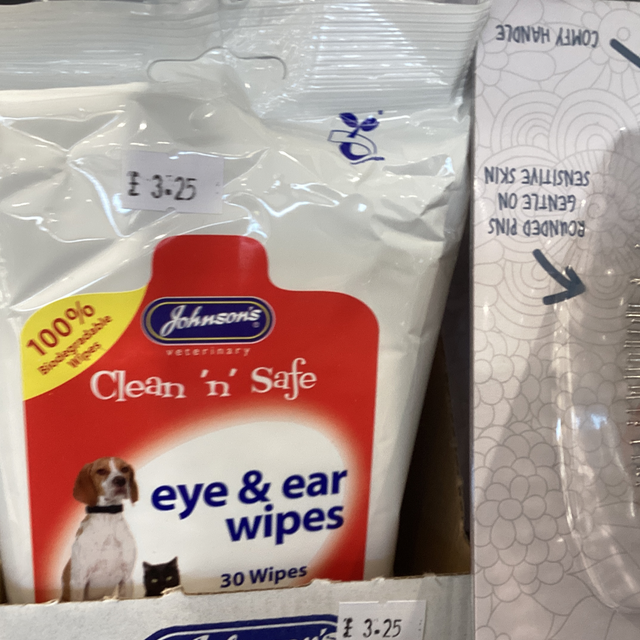 £ 3.25
100%
Biodegradable
Wipes
Johnson's
veterinary
Clean 'n' Safe
eye & ear
wipes
30 Wipes
Johnson's
£ 3.25
COMFY HANDLE
ROUNDED PINS
GENTLE ON
SENSITIVE SKIN